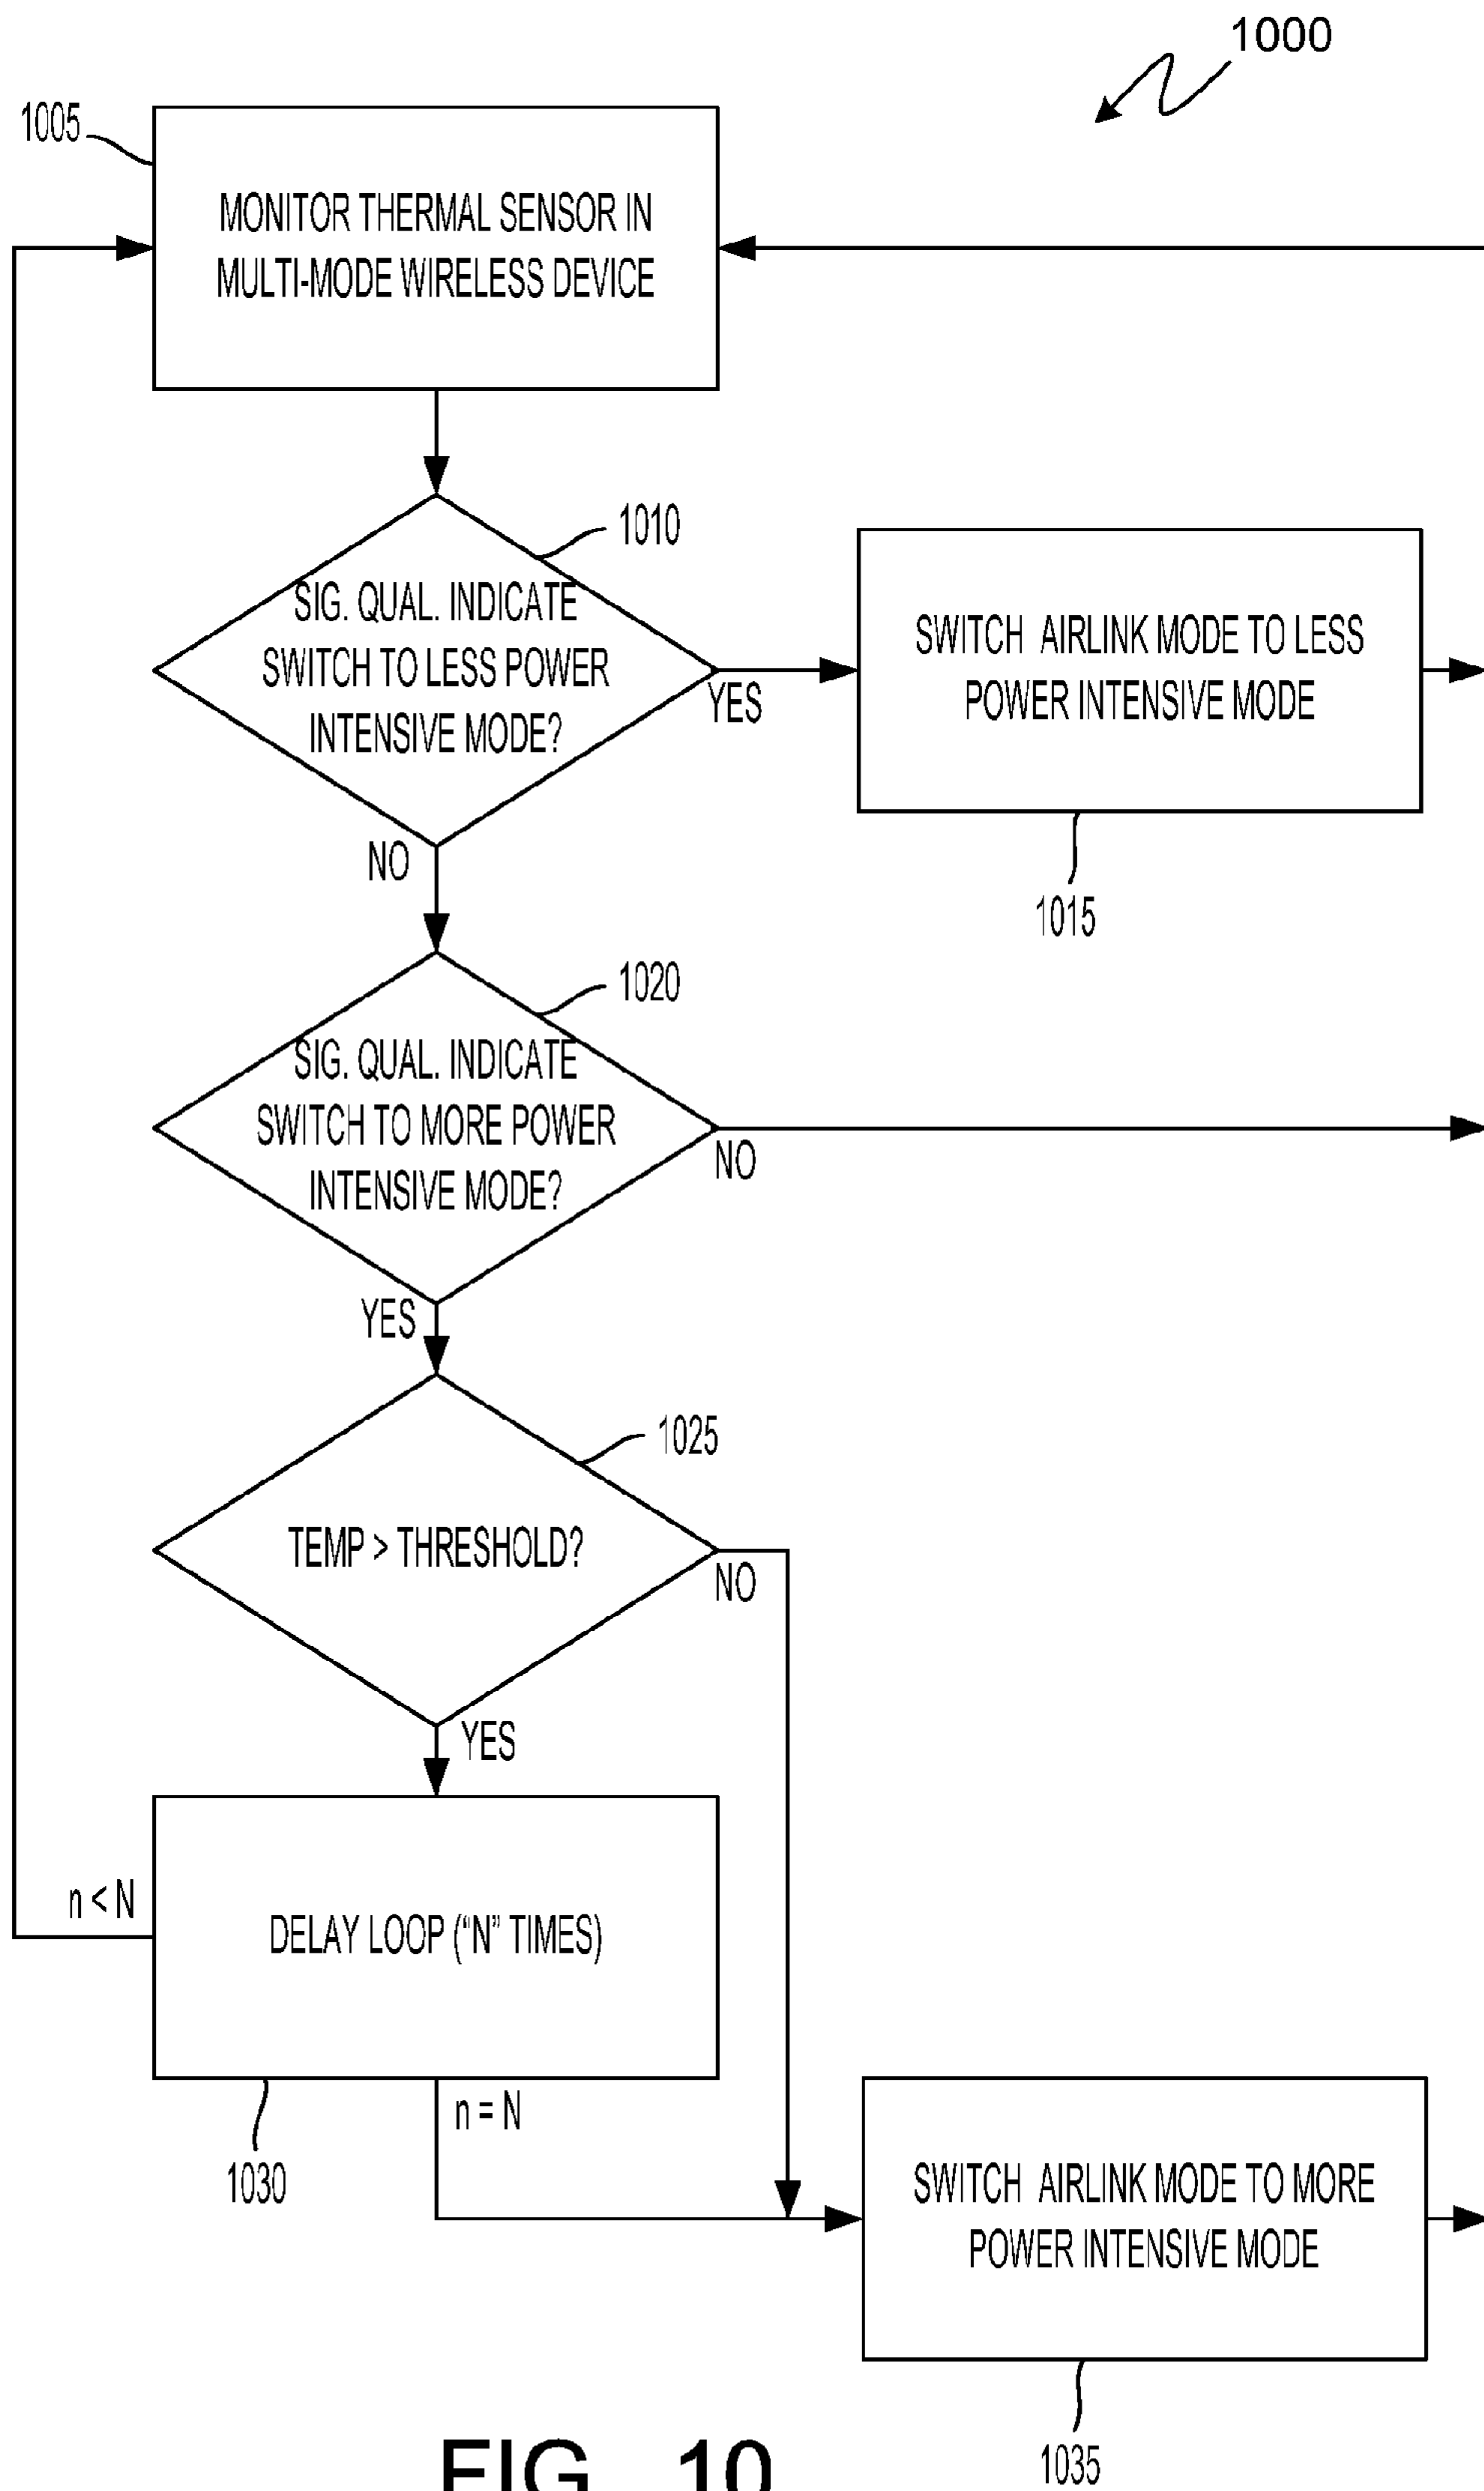 1000
1005
MONITOR THERMAL SENSOR IN
MULTI-MODE WIRELESS DEVICE
1010
SIG. QUAL. INDICATE
SWITCH TO LESS POWER
INTENSIVE MODE?
YES
NO
SWITCH AIRLINK MODE TO LESS
POWER INTENSIVE MODE
1015
1020
SIG. QUAL. INDICATE
SWITCH TO MORE POWER
INTENSIVE MODE?
NO
YES
1025
TEMP > THRESHOLD?
NO
YES
n < N
DELAY LOOP ("N" TIMES)
n = N
1030
SWITCH AIRLINK MODE TO MORE
POWER INTENSIVE MODE
1035
FIG. 10